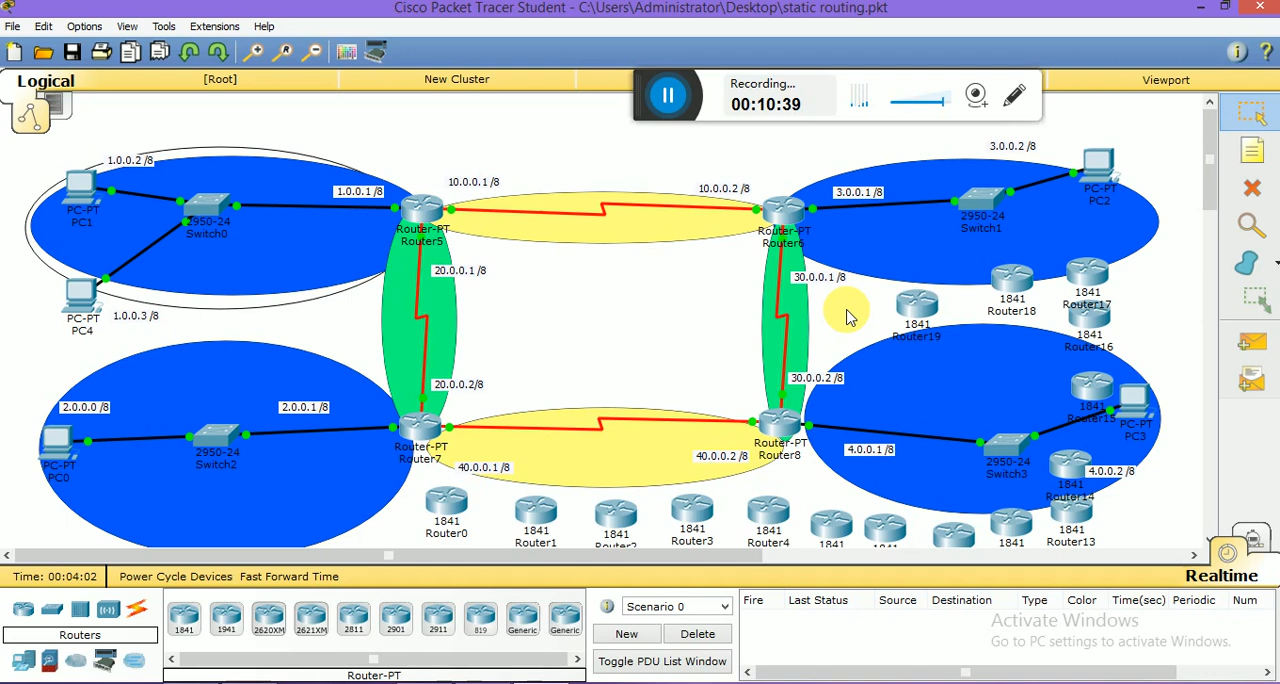 Cisco Packet Tracer Student - C:\Users\Administrator\Desktop\static routing.pkt
File Edit Options View Tools Extensions Help
Logical [Root] New Cluster Viewport
Recording...
00:10:39
1.0.0.2 /8
PC-PT
PC1
2950-24
Switch0
1.0.0.1 /8
10.0.0.1 /8
Router-PT
Router5
10.0.0.2 /8
Router-PT
Router6
3.0.0.1 /8
2950-24
Switch1
3.0.0.2 /8
PC-PT
PC2
PC-PT
PC4
1.0.0.3 /8
20.0.0.1 /8
30.0.0.1 /8
1841
Router19
1841
Router18
1841
Router17
1841
Router16
20.0.0.2/8
30.0.0.2 /8
2.0.0.0 /8
2.0.0.1 /8
PC-PT
PC0
2950-24
Switch2
Router-PT
Router7
40.0.0.1 /8
40.0.0.2 /8
Router-PT
Router8
4.0.0.1 /8
2950-24
Switch3
1841
Router15
PC-PT
PC3
4.0.0.2 /8
1841
Router14
1841
Router13
1841
Router0
1841
Router1
1841
Router2
1841
Router3
1841
Router4
1841
1841
1841
Time: 00:04:02 Power Cycle Devices Fast Forward Time Realtime
Routers
1841 1941 2620XM 2621XM 2811 2901 2911 819 Generic Generic
Router-PT
Scenario 0
New Delete
Toggle PDU List Window
Fire Last Status Source Destination Type Color Time(sec) Periodic Num
Activate Windows
Go to PC settings to activate Windows.